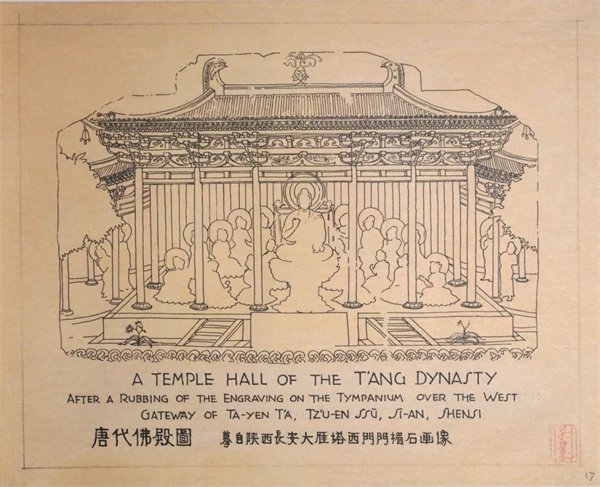 A TEMPLE HALL OF THE T'ANG DYNASTY
AFTER A RUBBING OF THE ENGRAVING ON THE TYMPANIUM OVER THE WEST
GATEWAY OF TA-YEN T'A, TZ'U-EN SSŬ, SI-AN, SHENSI
唐代佛殿圖 摹自陝西長安大雁塔西門門楣石画像
17